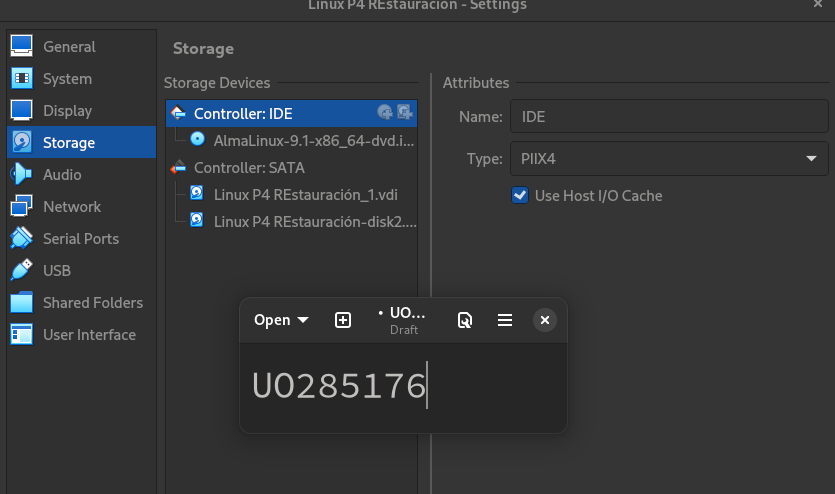 Linux P4 REstauración - Settings
General
System
Display
Storage
Audio
Network
Serial Ports
USB
Shared Folders
User Interface
Storage
Storage Devices
Controller: IDE
AlmaLinux-9.1-x86_64-dvd.i...
Controller: SATA
Linux P4 REstauración_1.vdi
Linux P4 REstauración-disk2....
Attributes
Name: IDE
Type: PIIX4
Use Host I/O Cache
Open
• UO...
Draft
UO285176